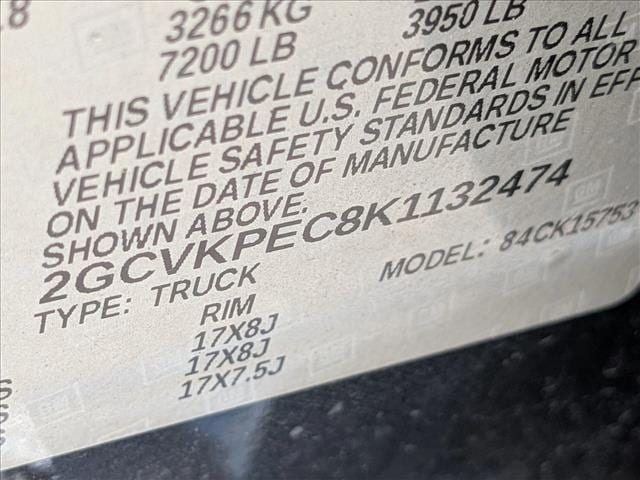 3266 KG
7200 LB
3950 LB
THIS VEHICLE CONFORMS TO ALL
APPLICABLE U.S. FEDERAL MOTOR
VEHICLE SAFETY STANDARDS IN EFF
ON THE DATE OF MANUFACTURE
SHOWN ABOVE.
2GCVKPEC8K1132474
TYPE: TRUCK
MODEL: 84CK15753
RIM
17X8J
17X8J
17X7.5J